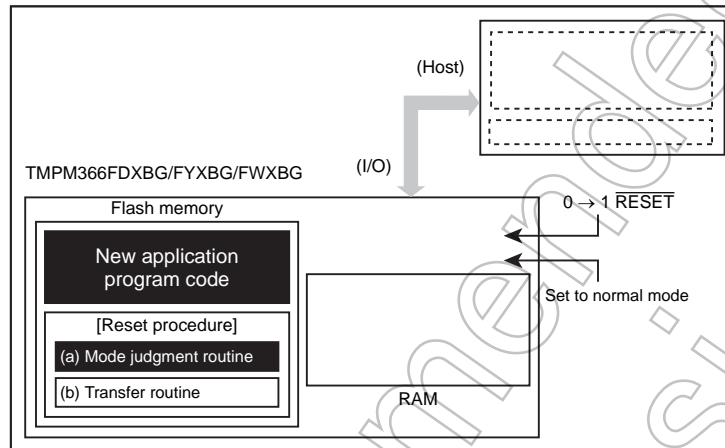 (Host)
(I/O)
TMPM366FDXBG/FYXBG/FWXBG
Flash memory
0 → 1 RESET
New application
program code
Set to normal mode
[Reset procedure]
(a) Mode judgment routine
(b) Transfer routine
RAM